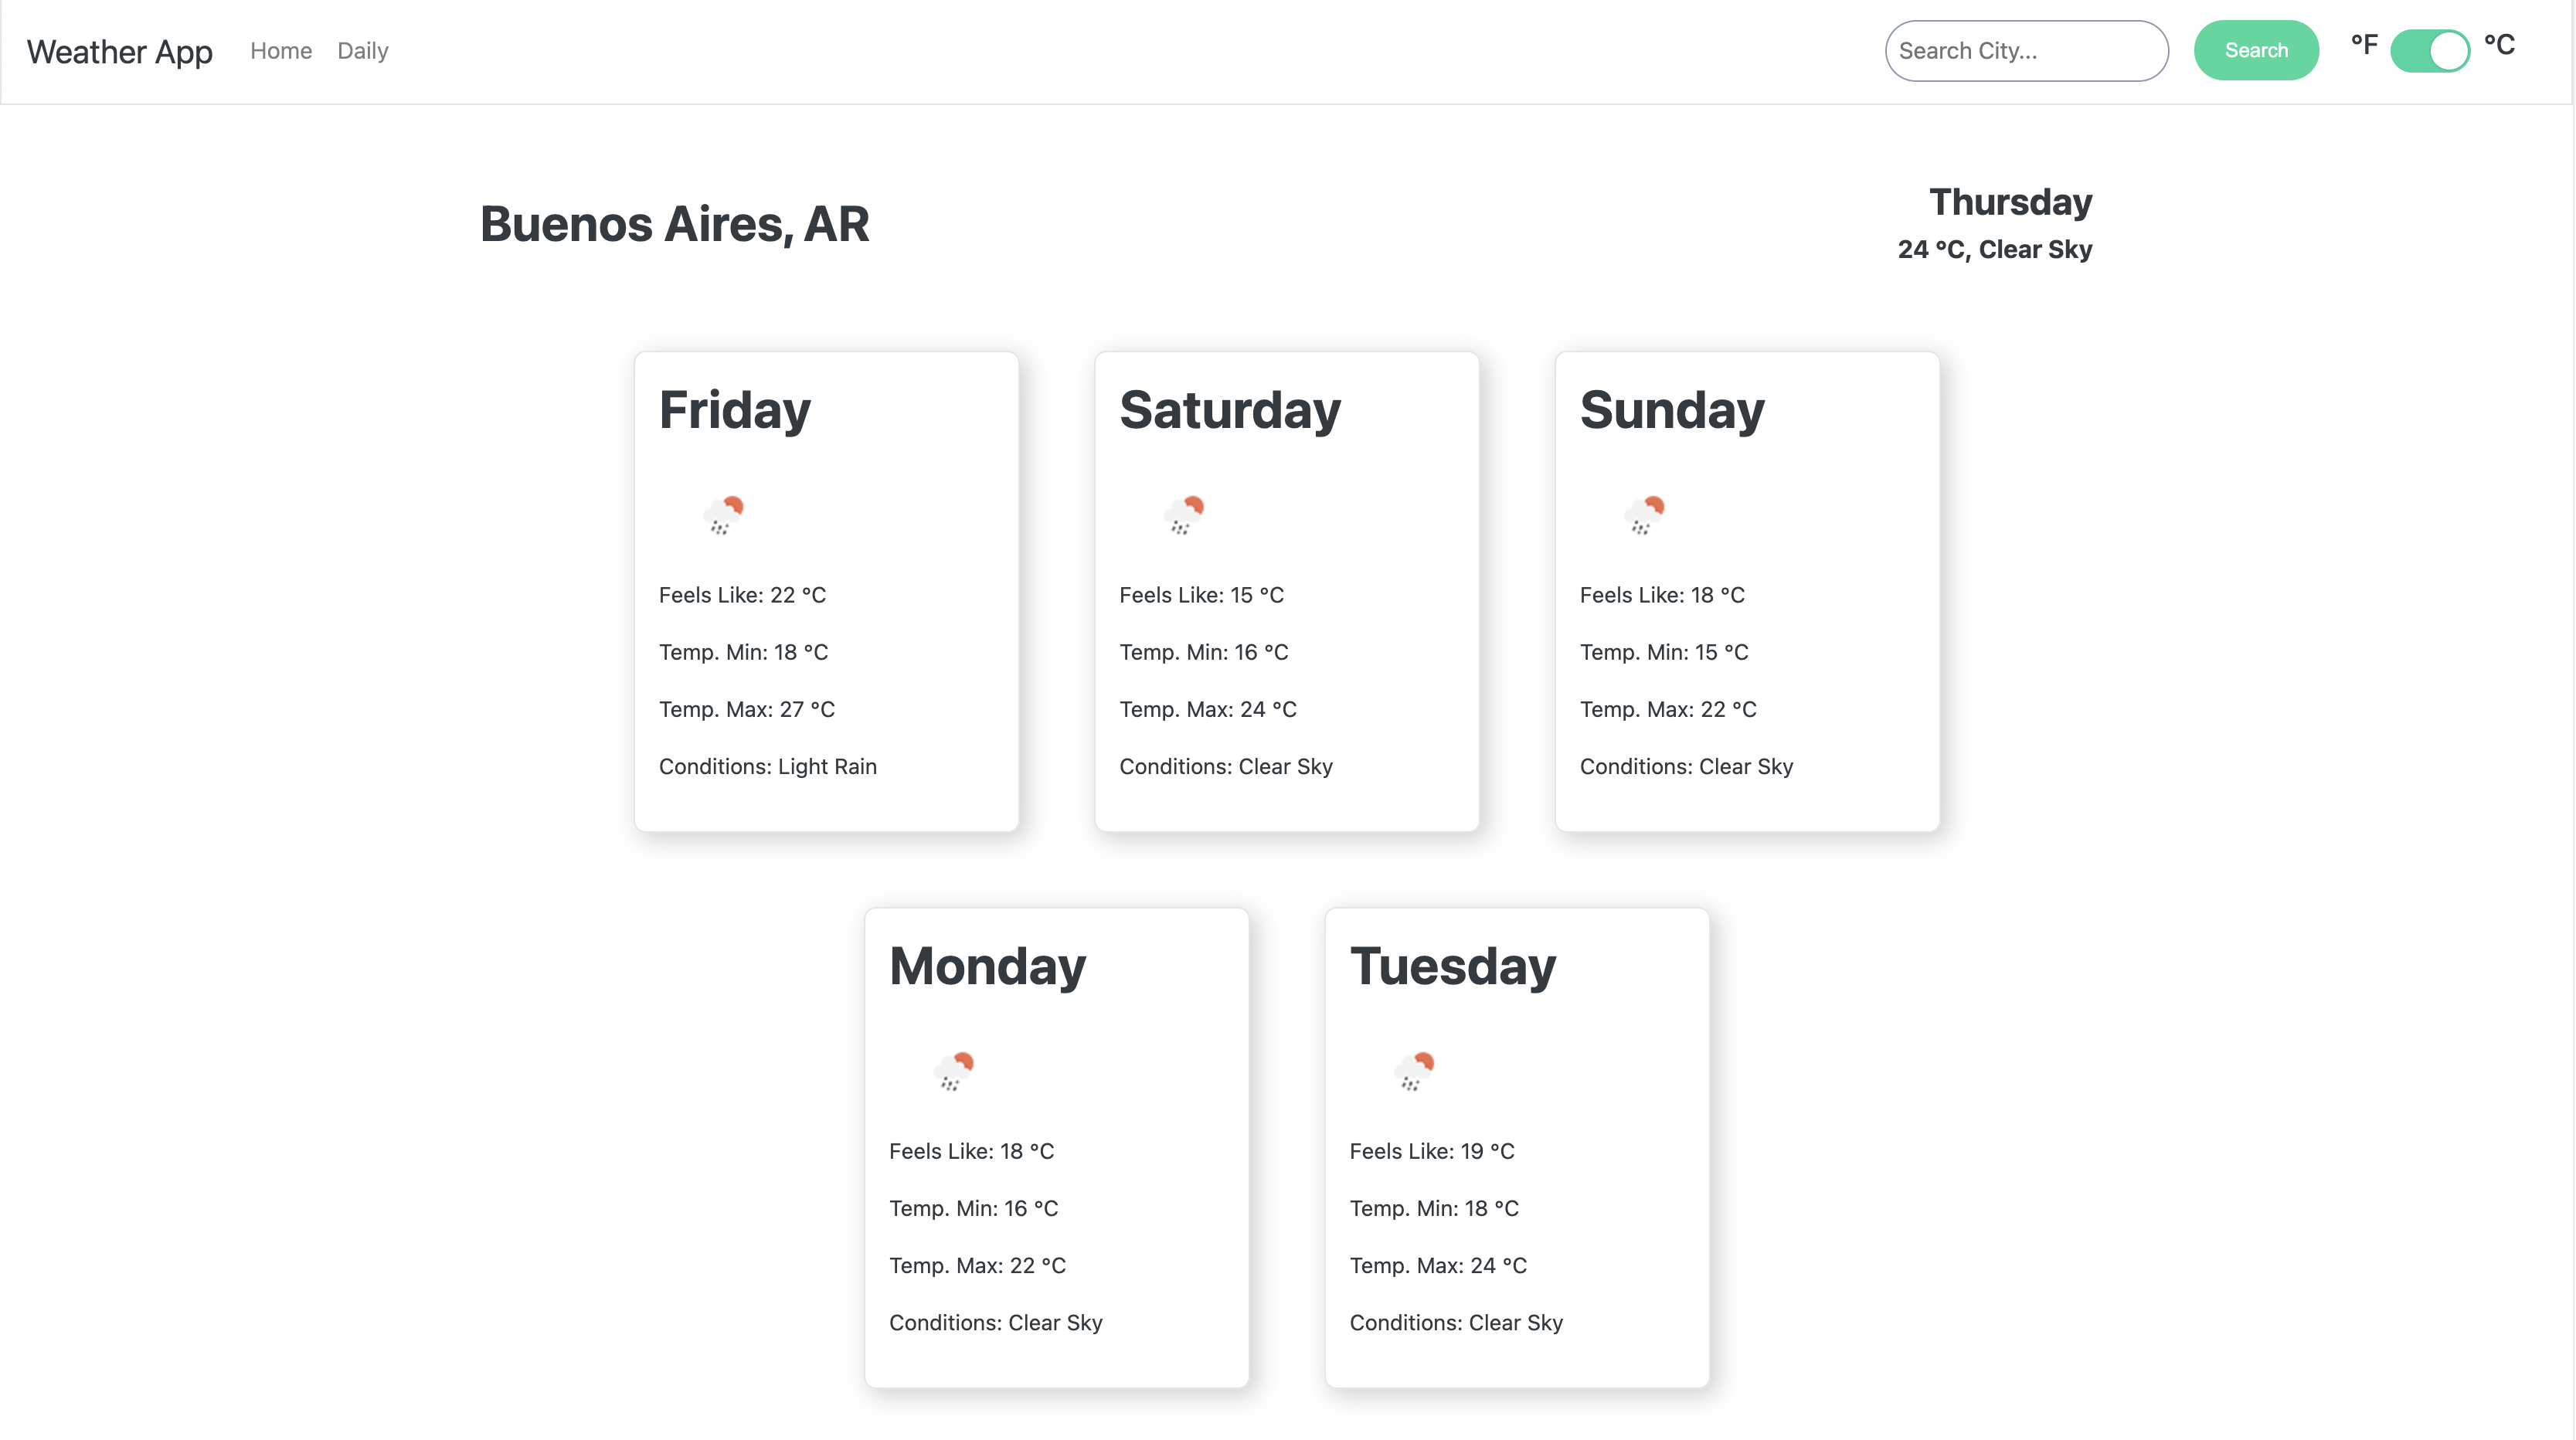 Weather App Home Daily Search City... Search °F °C
Buenos Aires, AR
Thursday
24 °C, Clear Sky
Friday
Feels Like: 22 °C
Temp. Min: 18 °C
Temp. Max: 27 °C
Conditions: Light Rain
Saturday
Feels Like: 15 °C
Temp. Min: 16 °C
Temp. Max: 24 °C
Conditions: Clear Sky
Sunday
Feels Like: 18 °C
Temp. Min: 15 °C
Temp. Max: 22 °C
Conditions: Clear Sky
Monday
Feels Like: 18 °C
Temp. Min: 16 °C
Temp. Max: 22 °C
Conditions: Clear Sky
Tuesday
Feels Like: 19 °C
Temp. Min: 18 °C
Temp. Max: 24 °C
Conditions: Clear Sky